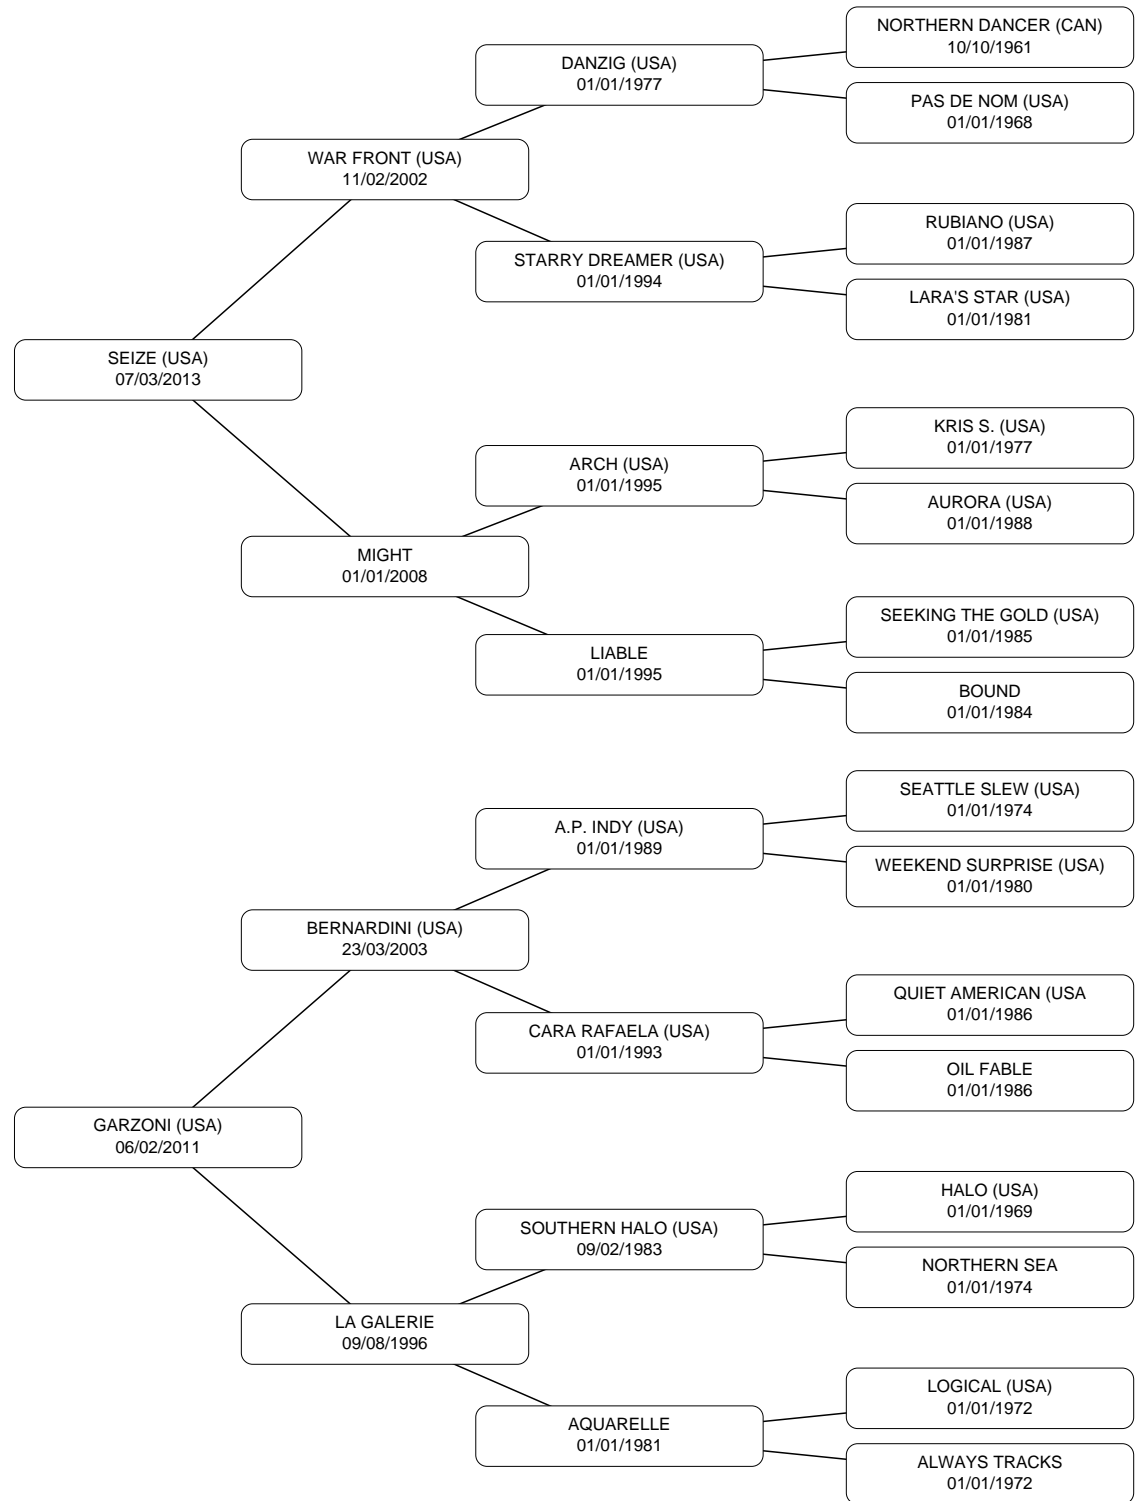 NORTHERN DANCER (CAN)
10/10/1961
DANZIG (USA)
01/01/1977
PAS DE NOM (USA)
01/01/1968
WAR FRONT (USA)
11/02/2002
RUBIANO (USA)
01/01/1987
STARRY DREAMER (USA)
01/01/1994
LARA'S STAR (USA)
01/01/1981
SEIZE (USA)
07/03/2013
KRIS S. (USA)
01/01/1977
ARCH (USA)
01/01/1995
AURORA (USA)
01/01/1988
MIGHT
01/01/2008
SEEKING THE GOLD (USA)
01/01/1985
LIABLE
01/01/1995
BOUND
01/01/1984
SEATTLE SLEW (USA)
01/01/1974
A.P. INDY (USA)
01/01/1989
WEEKEND SURPRISE (USA)
01/01/1980
BERNARDINI (USA)
23/03/2003
QUIET AMERICAN (USA
01/01/1986
CARA RAFAELA (USA)
01/01/1993
OIL FABLE
01/01/1986
GARZONI (USA)
06/02/2011
HALO (USA)
01/01/1969
SOUTHERN HALO (USA)
09/02/1983
NORTHERN SEA
01/01/1974
LA GALERIE
09/08/1996
LOGICAL (USA)
01/01/1972
AQUARELLE
01/01/1981
ALWAYS TRACKS
01/01/1972